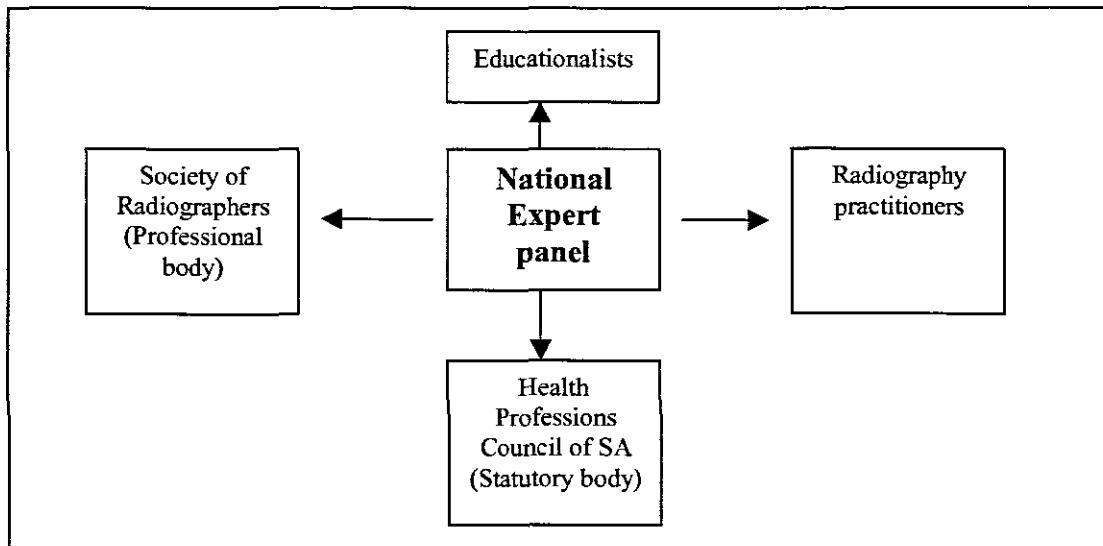 Educationalists
Society of
Radiographers
(Professional
body)
National
Expert
panel
Radiography
practitioners
Health
Professions
Council of SA
(Statutory body)